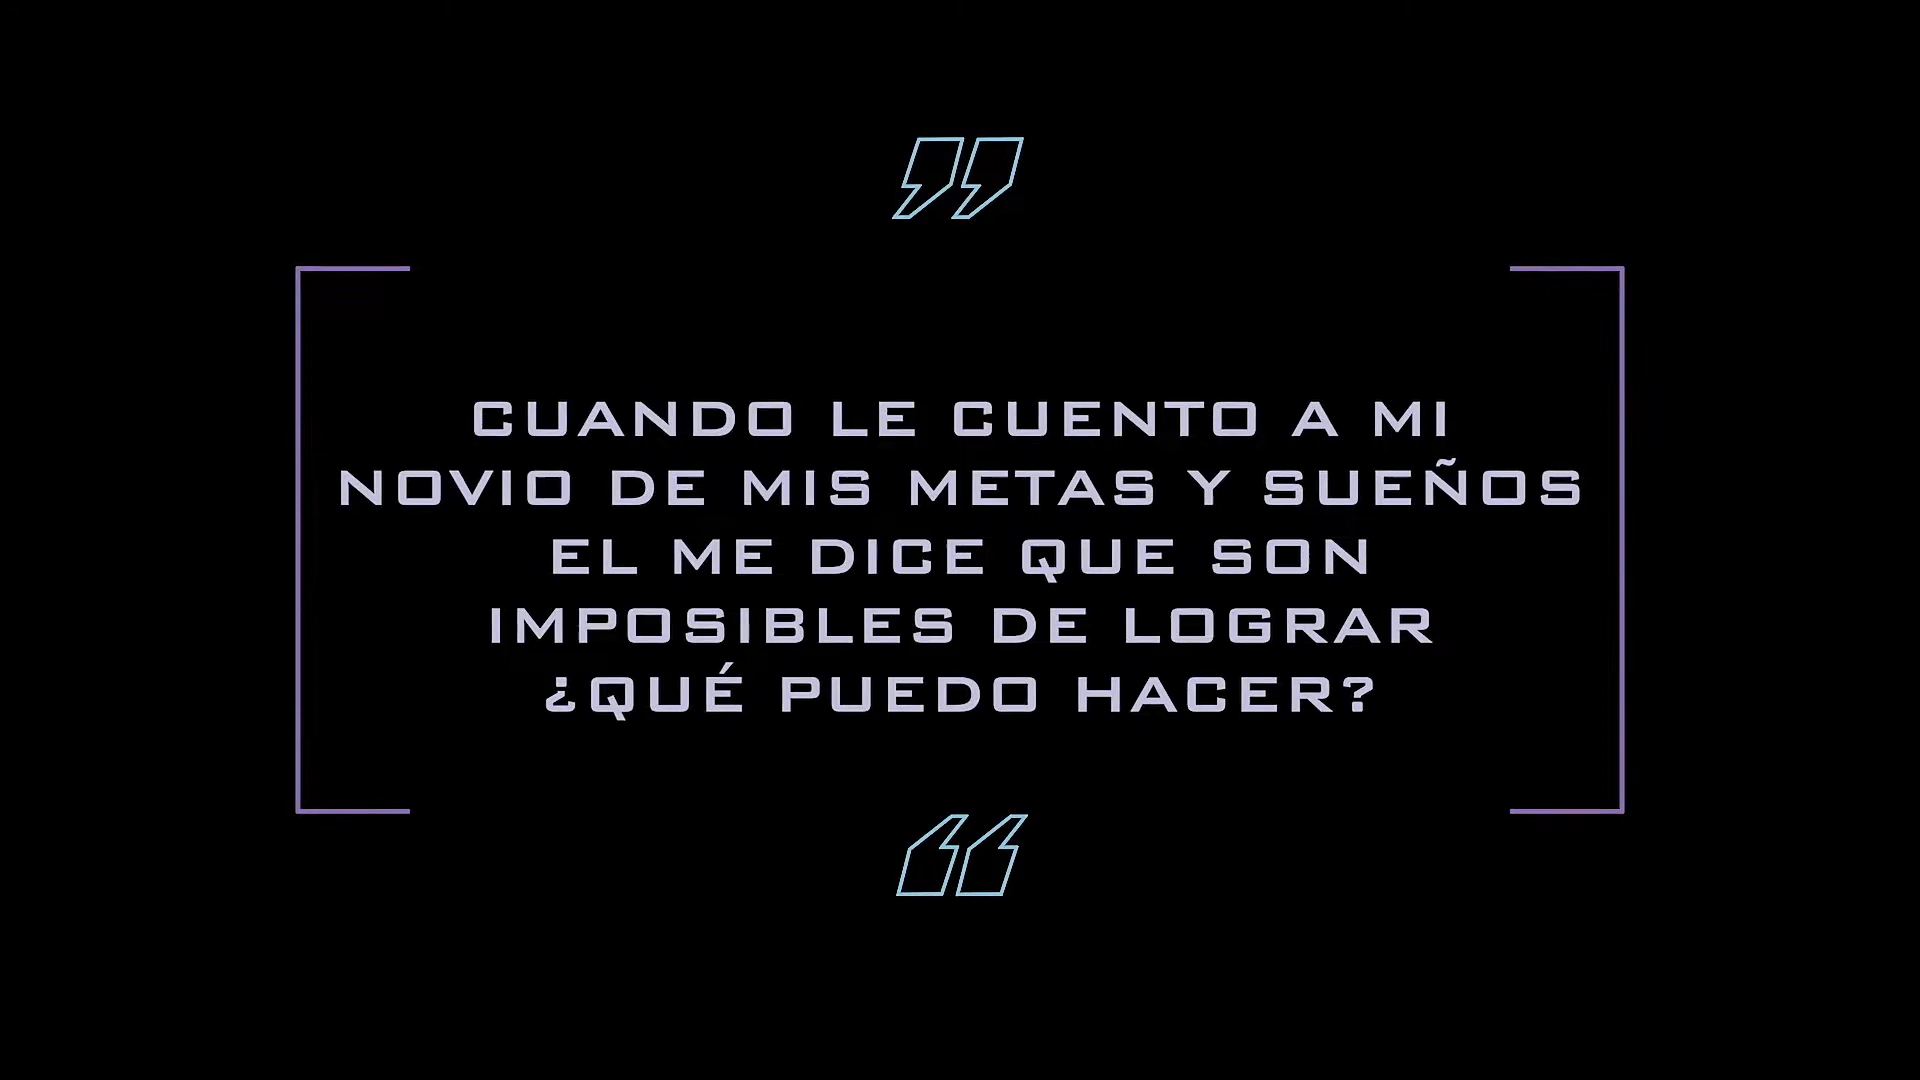 CUANDO LE CUENTO A MI
NOVIO DE MIS METAS Y SUEÑOS
EL ME DICE QUE SON
IMPOSIBLES DE LOGRAR
¿QUÉ PUEDO HACER?